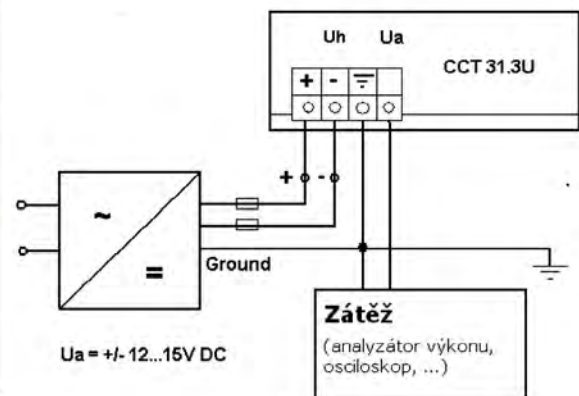 Uh Ua
CCT 31.3U
+ -
+ -
~
=
Ground
Ua = +/- 12...15V DC
Zátěž
(analyzátor výkonu,
osciloskop, ...)